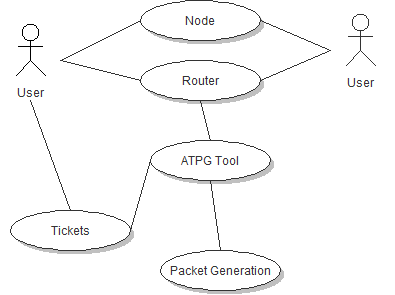 Node
User
Router
User
ATPG Tool
Tickets
Packet Generation